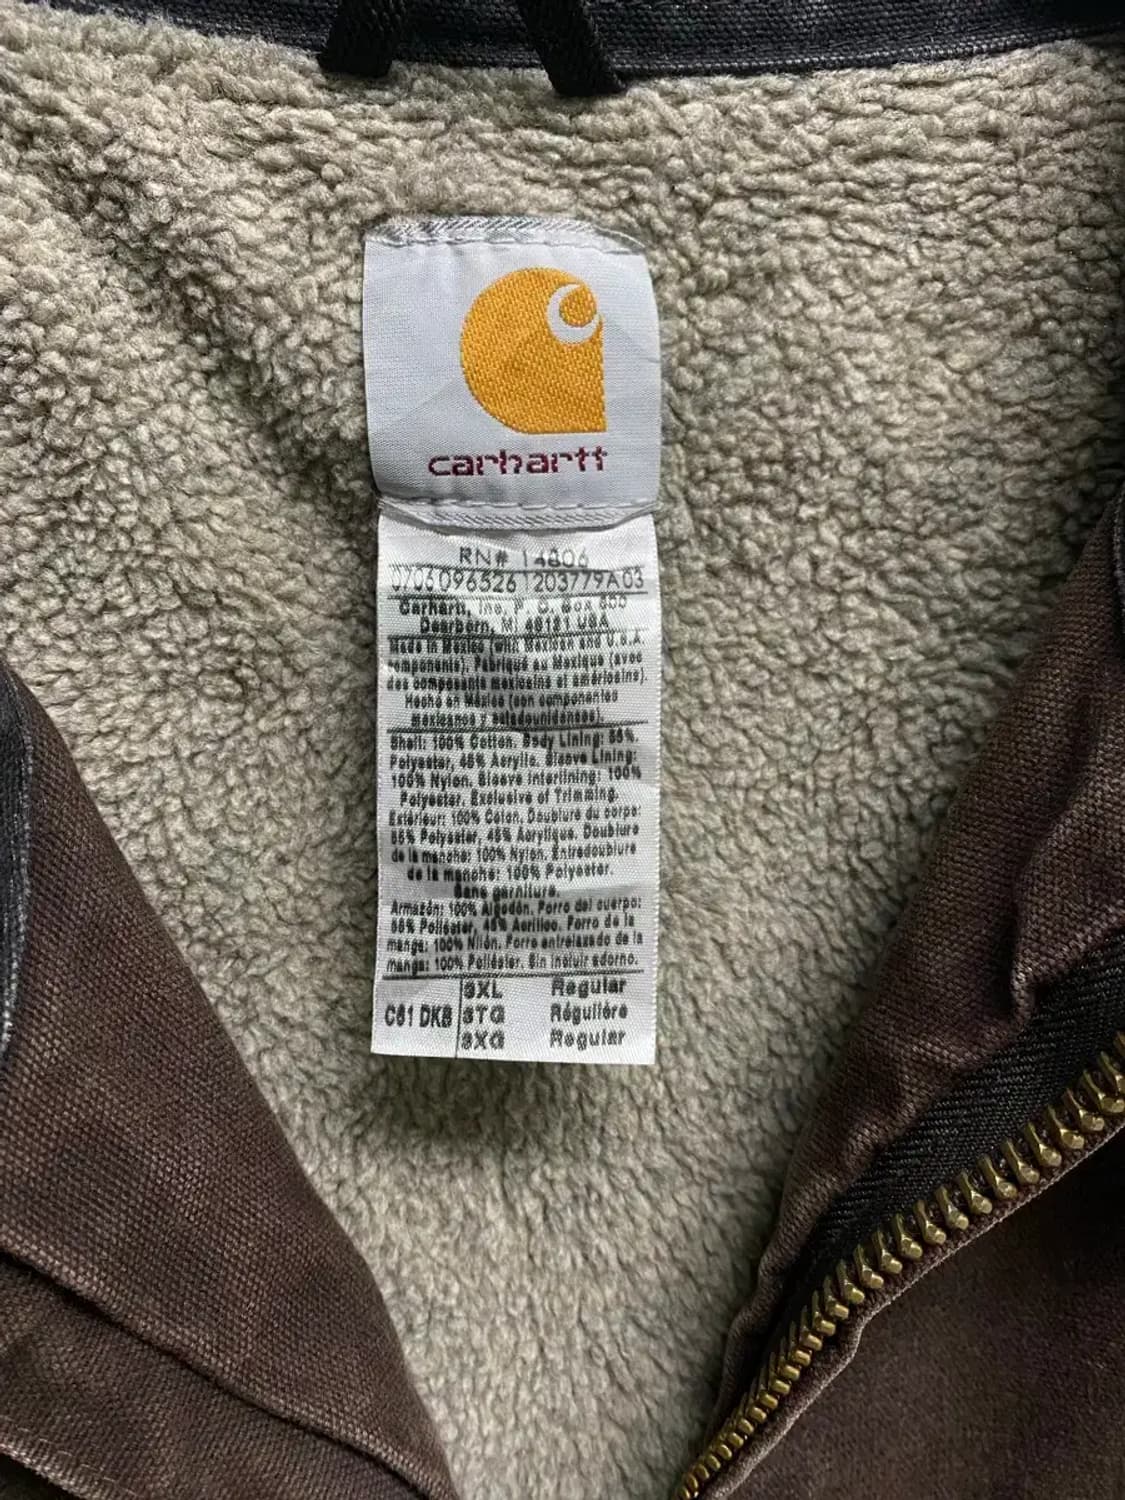 carhartt
RN# 14806
0706096526 1203779A03
Carhartt, Inc. P. O. Box 600
Dearborn, MI 48121 USA
Made in Mexico (with Mexican and U.S.A.
components). Fabriqué au Mexique (avec
des composants mexicains et américains).
Hecho en México (con componentes
mexicanos y estadounidenses).
Shell: 100% Cotton. Body Lining: 55%
Polyester, 45% Acrylic. Sleeve Lining:
100% Nylon. Sleeve Interlining: 100%
Polyester. Exclusive of Trimming.
Extérieur: 100% Coton. Doublure du corps:
55% Polyester, 45% Acrylique. Doublure
de la manche: 100% Nylon. Entredoublure
de la manche: 100% Polyester.
Sans garniture.
Armazón: 100% Algodón. Forro del cuerpo:
55% Poliéster, 45% Acrílico. Forro de la
manga: 100% Nilón. Forro entrelazado de la
manga: 100% Poliéster. Sin incluir adorno.
3XL Regular
C61 DKB 3TG Régulière
3XG Regular